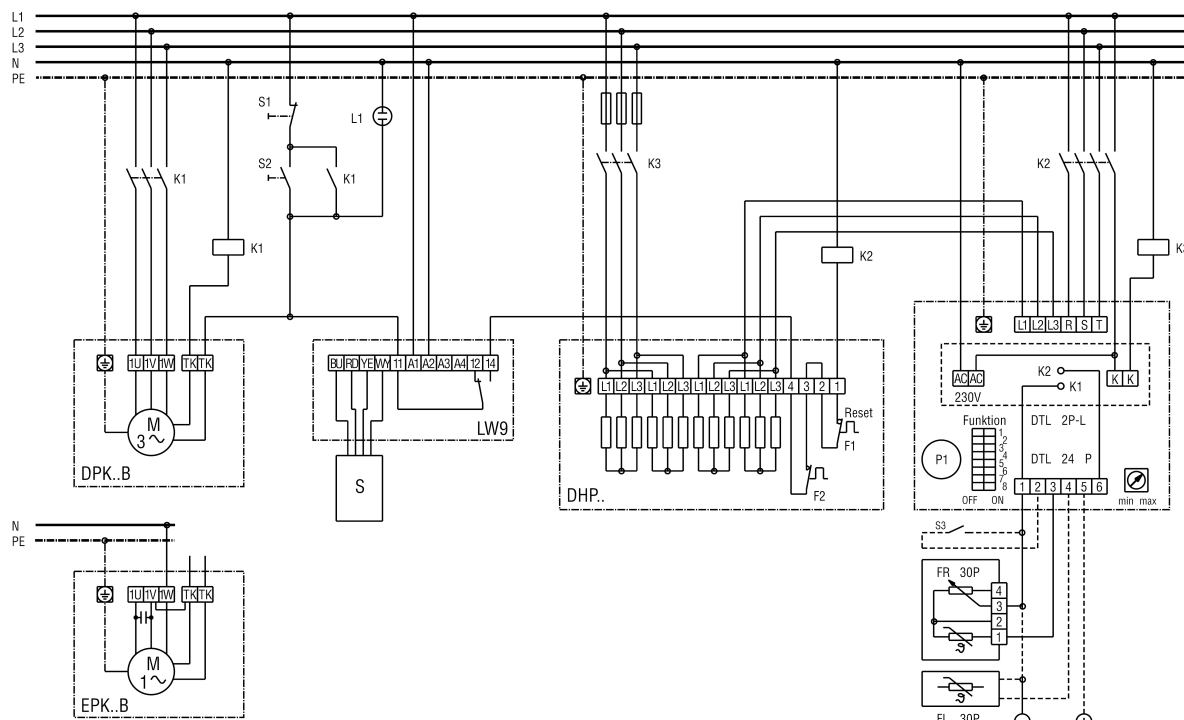 L1
L2
L3
N
PE
S1
L1
S2
K1
K1
K1
K3
K2
K2
K3
L1 L2 L3 R S T
1U 1V 1W TK TK
BU RD YE WY 11 A1 A2 A3 A4 12 14
L1 L2 L3 L1 L2 L3 L1 L2 L3 L1 L2 L3 4 3 2 1
AC AC
230V
K2
K1
K K
M
3~
LW9
DPK..B
S
DHP..
Reset
F1
F2
Funktion
DTL 2P-L
P1
1
2
3
4
5
6
7
8
DTL 24 P
OFF ON
1 2 3 4 5 6
min max
N
PE
S3
FR 30P
4
3
2
1
ϑ
1U 1V 1W TK TK
M
1~
EPK..B
ϑ